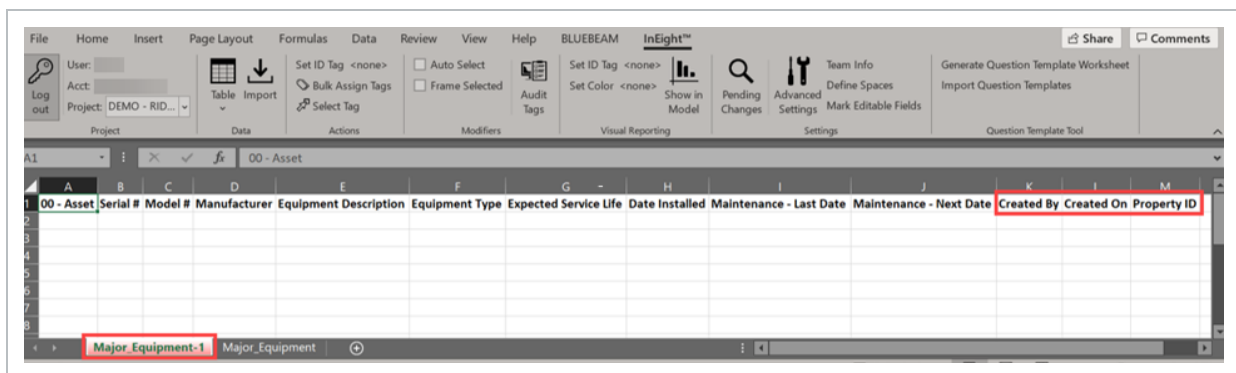 File Home Insert Page Layout Formulas Data Review View Help BLUEBEAM InEight™ Share Comments
User: Set ID Tag <none> Auto Select Set ID Tag <none> Team Info Generate Question Template Worksheet
Acct: Bulk Assign Tags Frame Selected Set Color <none> Define Spaces Import Question Templates
Log out Project: DEMO - RID... Table Import Select Tag Audit Tags Show in Model Pending Changes Advanced Settings Mark Editable Fields
Project Data Actions Modifiers Visual Reporting Settings Question Template Tool
A1 fx 00 - Asset
A B C D E F G H I J K L M
1 00 - Asset Serial # Model # Manufacturer Equipment Description Equipment Type Expected Service Life Date Installed Maintenance - Last Date Maintenance - Next Date Created By Created On Property ID
2
3
4
5
6
7
8
Major_Equipment-1 Major_Equipment